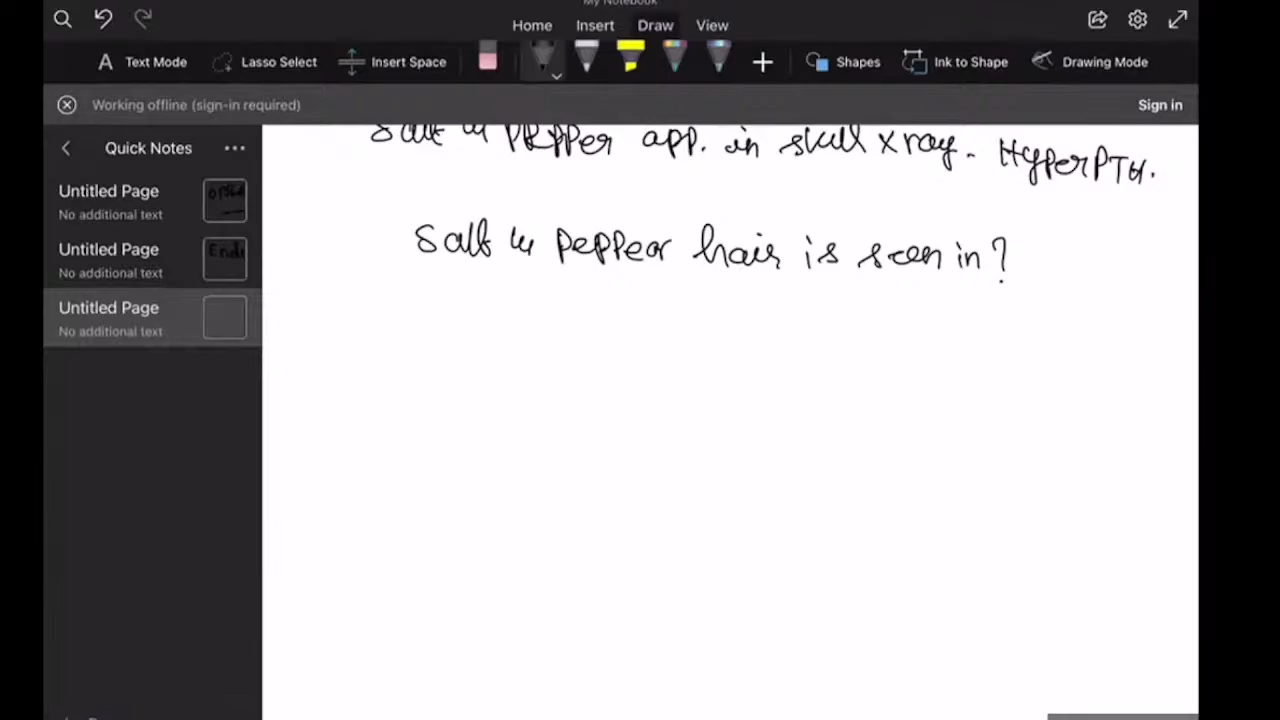 My Notebook
Home Insert Draw View
Text Mode Lasso Select Insert Space Shapes Ink to Shape Drawing Mode
Working offline (sign-in required) Sign in
Quick Notes
Untitled Page
No additional text
Untitled Page
No additional text
Untitled Page
No additional text
Salt n pepper app. in skull x ray. HyperPTH.
Salt n peppear hair is seen in?